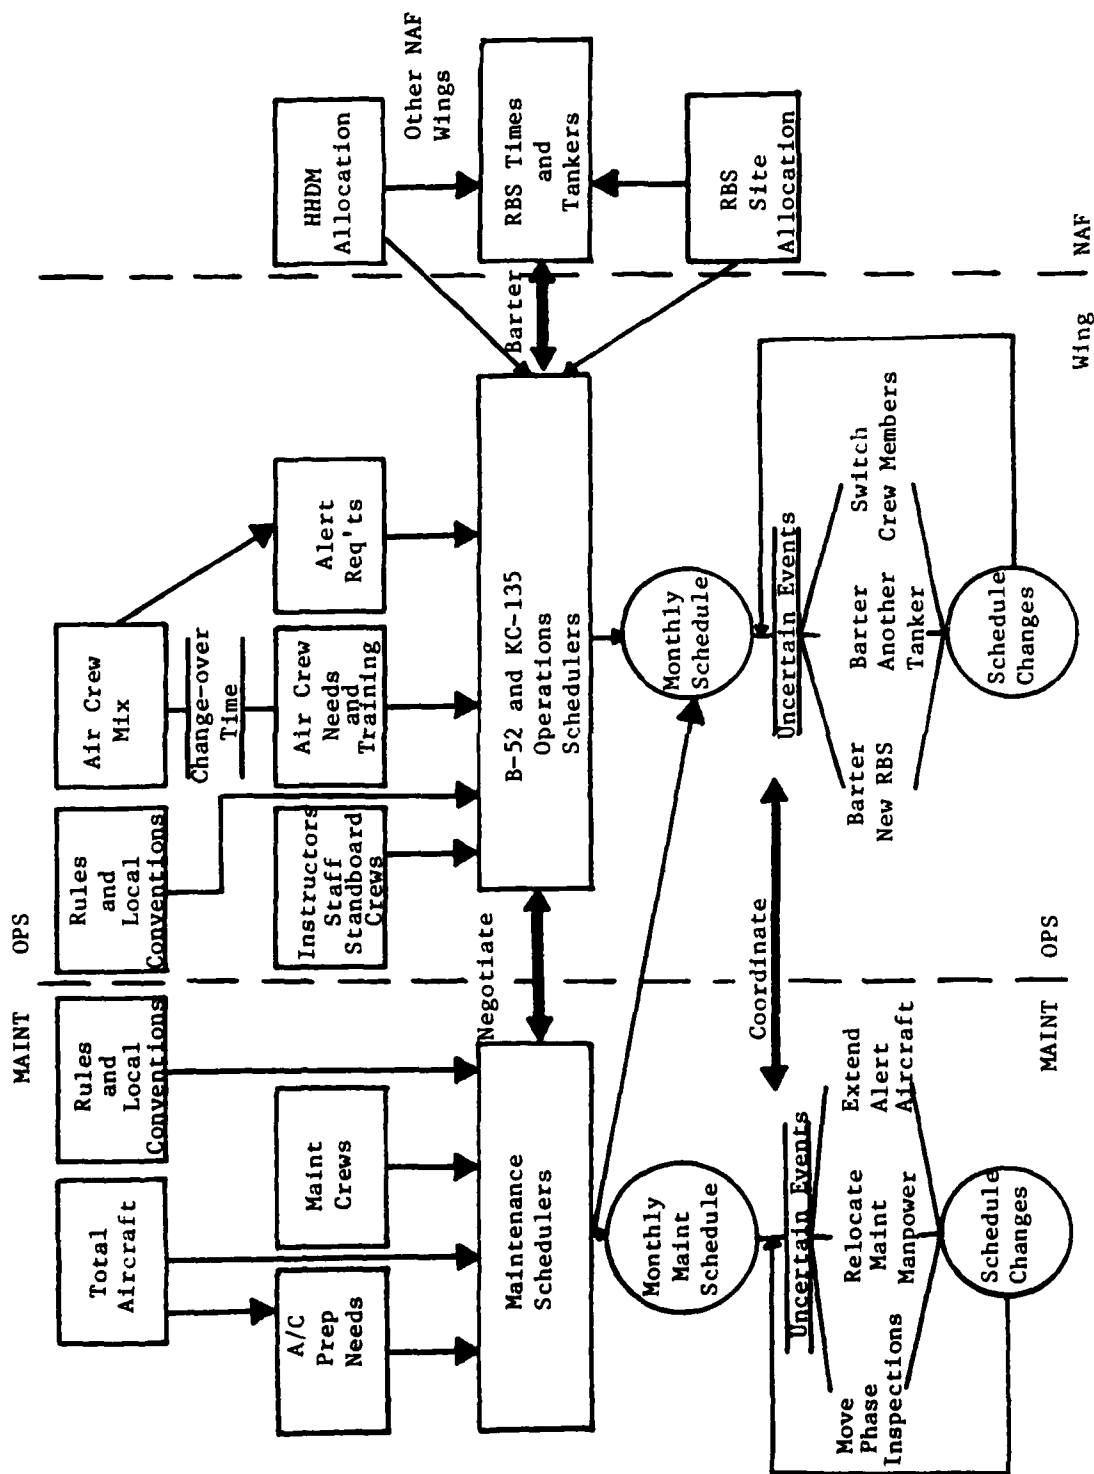 MAINT
OPS
Total
Aircraft
Rules
and
Local
Conventions
Rules
and
Local
Conventions
Air Crew
Mix
Change-over
Time
A/C
Prep
Needs
Maint
Crews
Instructors
Staff
Standboard
Crews
Air Crew
Needs
and
Training
Alert
Req'ts
HHDM
Allocation
Other NAF
Wings
Maintenance
Schedulers
Negotiate
B-52 and KC-135
Operations
Schedulers
Barter
RBS Times
and
Tankers
RBS
Site
Allocation
Monthly
Maint
Schedule
Monthly
Schedule
Coordinate
Uncertain Events
Uncertain Events
Move
Phase
Inspections
Relocate
Maint
Manpower
Extend
Alert
Aircraft
Barter
New RBS
Barter
Another
Tanker
Switch
Crew Members
Schedule
Changes
Schedule
Changes
MAINT
OPS
Wing
NAF